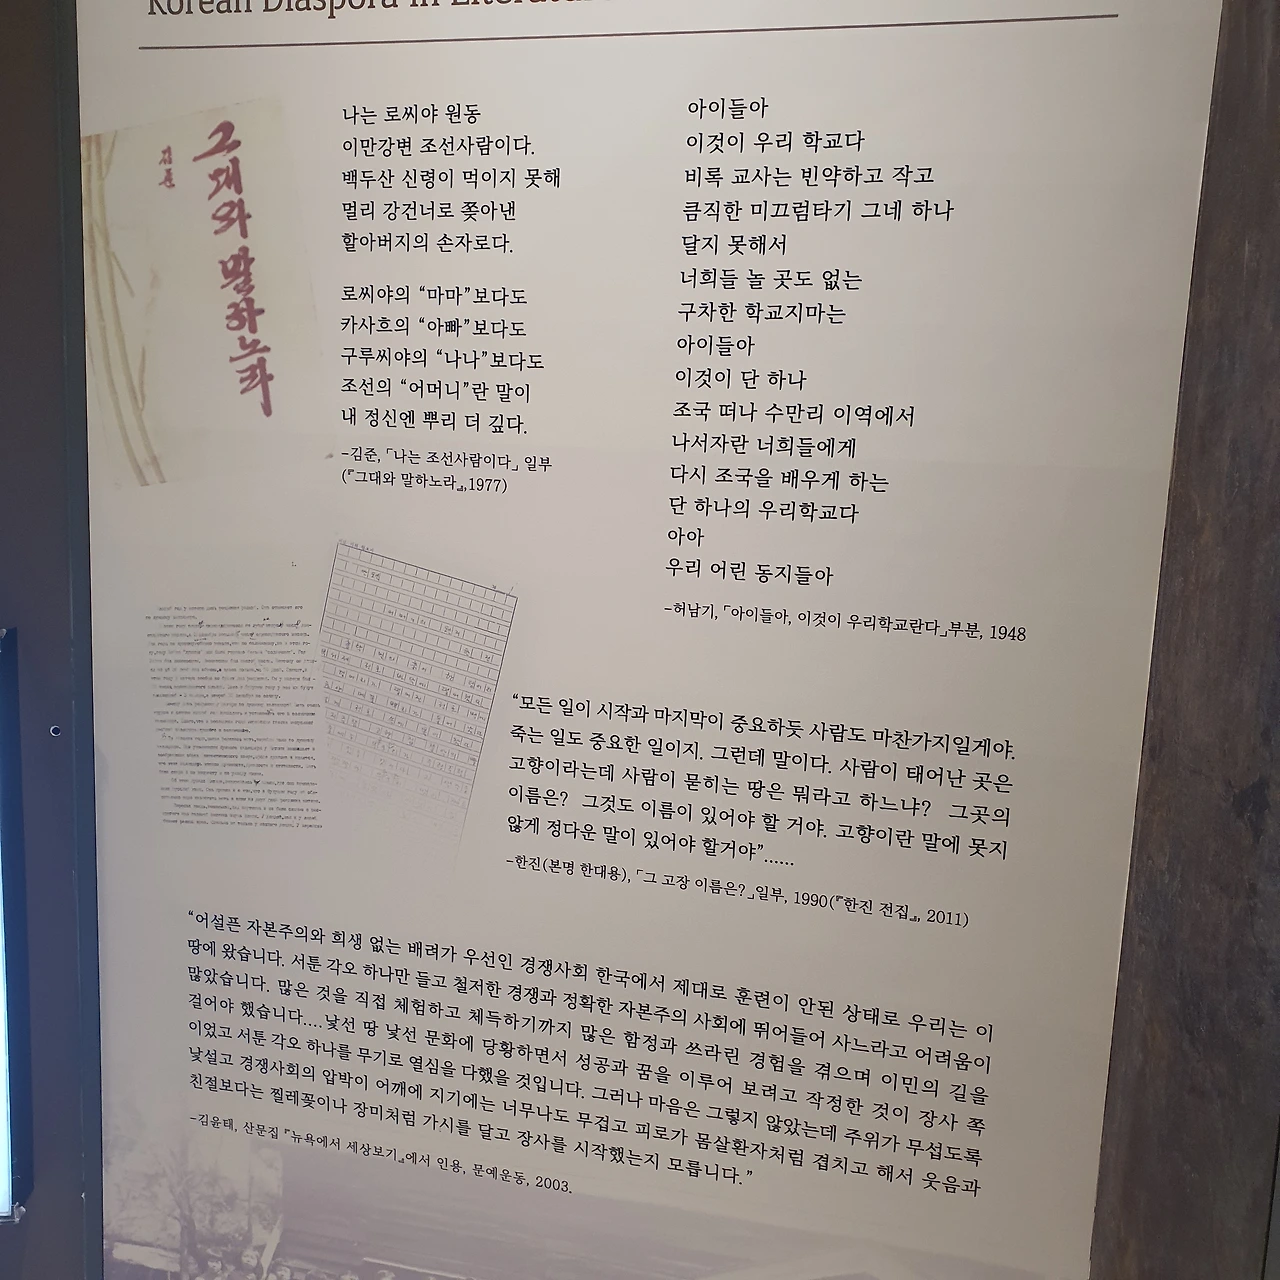 Korean Diaspora in Literature
그대와 말하노라
김준
나는 로씨야 원동
이만강변 조선사람이다.
백두산 신령이 먹이지 못해
멀리 강건너로 쫒아낸
할아버지의 손자로다.
로씨야의 “마마”보다도
카사흐의 “아빠”보다도
구루씨야의 “나나”보다도
조선의 “어머니”란 말이
내 정신엔 뿌리 더 깊다.
-김준, 「나는 조선사람이다」 일부
(『그대와 말하노라』,1977)
아이들아
이것이 우리 학교다
비록 교사는 빈약하고 작고
큼직한 미끄럼타기 그네 하나
달지 못해서
너희들 놀 곳도 없는
구차한 학교지마는
아이들아
이것이 단 하나
조국 떠나 수만리 이역에서
나서자란 너희들에게
다시 조국을 배우게 하는
단 하나의 우리학교다
아아
우리 어린 동지들아
-허남기, 「아이들아, 이것이 우리학교란다」부분, 1948
“모든 일이 시작과 마지막이 중요하듯 사람도 마찬가지일게야.
죽는 일도 중요한 일이지. 그런데 말이다. 사람이 태어난 곳은
고향이라는데 사람이 묻히는 땅은 뭐라고 하느냐? 그곳의
이름은? 그것도 이름이 있어야 할 거야. 고향이란 말에 못지
않게 정다운 말이 있어야 할거야”......
-한진(본명 한대용), 「그 고장 이름은?」일부, 1990(『한진 전집』, 2011)
“어설픈 자본주의와 희생 없는 배려가 우선인 경쟁사회 한국에서 제대로 훈련이 안된 상태로 우리는 이
땅에 왔습니다. 서툰 각오 하나만 들고 철저한 경쟁과 정확한 자본주의 사회에 뛰어들어 사느라고 어려움이
많았습니다. 많은 것을 직접 체험하고 체득하기까지 많은 함정과 쓰라린 경험을 겪으며 이민의 길을
걸어야 했습니다....낯선 땅 낯선 문화에 당황하면서 성공과 꿈을 이루어 보려고 작정한 것이 장사 쪽
이었고 서툰 각오 하나를 무기로 열심을 다했을 것입니다. 그러나 마음은 그렇지 않았는데 주위가 무섭도록
낯설고 경쟁사회의 압박이 어깨에 지기에는 너무나도 무겁고 피로가 몸살환자처럼 겹치고 해서 웃음과
친절보다는 찔레꽃이나 장미처럼 가시를 달고 장사를 시작했는지 모릅니다.”
-김윤태, 산문집 『뉴욕에서 세상보기』에서 인용, 문예운동, 2003.